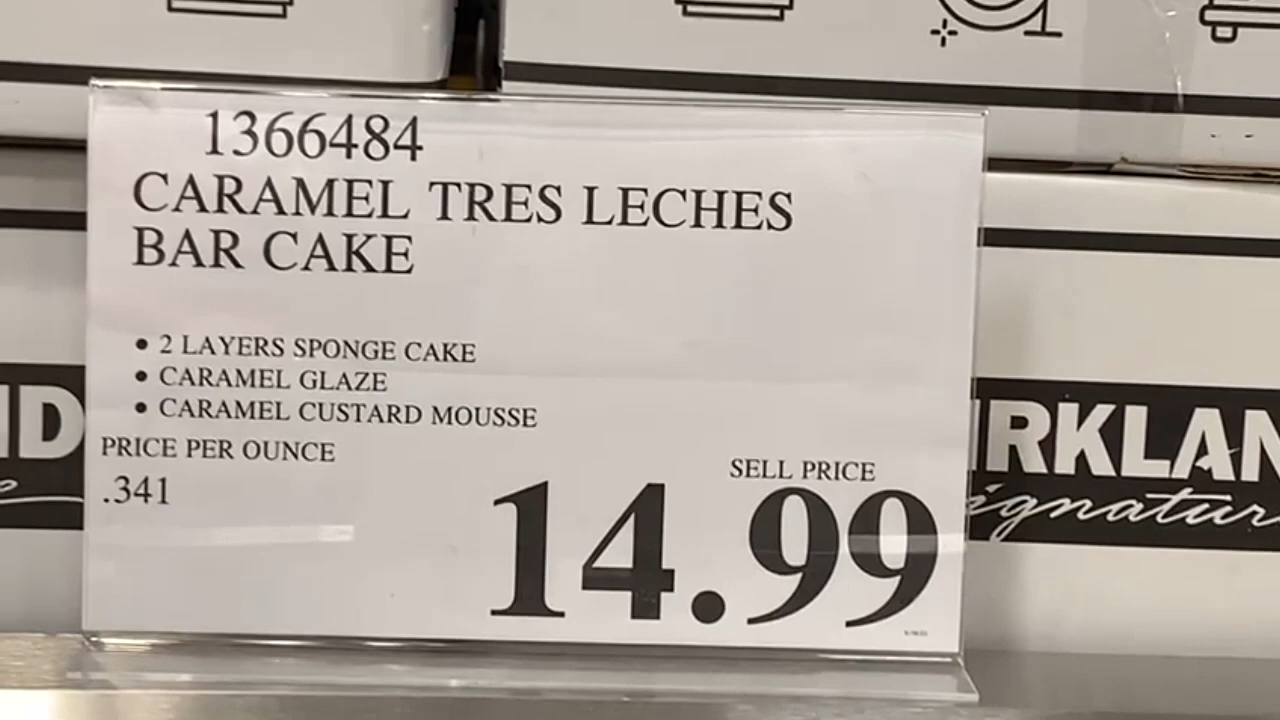 1366484
CARAMEL TRES LECHES
BAR CAKE
• 2 LAYERS SPONGE CAKE
• CARAMEL GLAZE
• CARAMEL CUSTARD MOUSSE
PRICE PER OUNCE
.341
SELL PRICE
14.99
ND
IRKLAN
ignatur